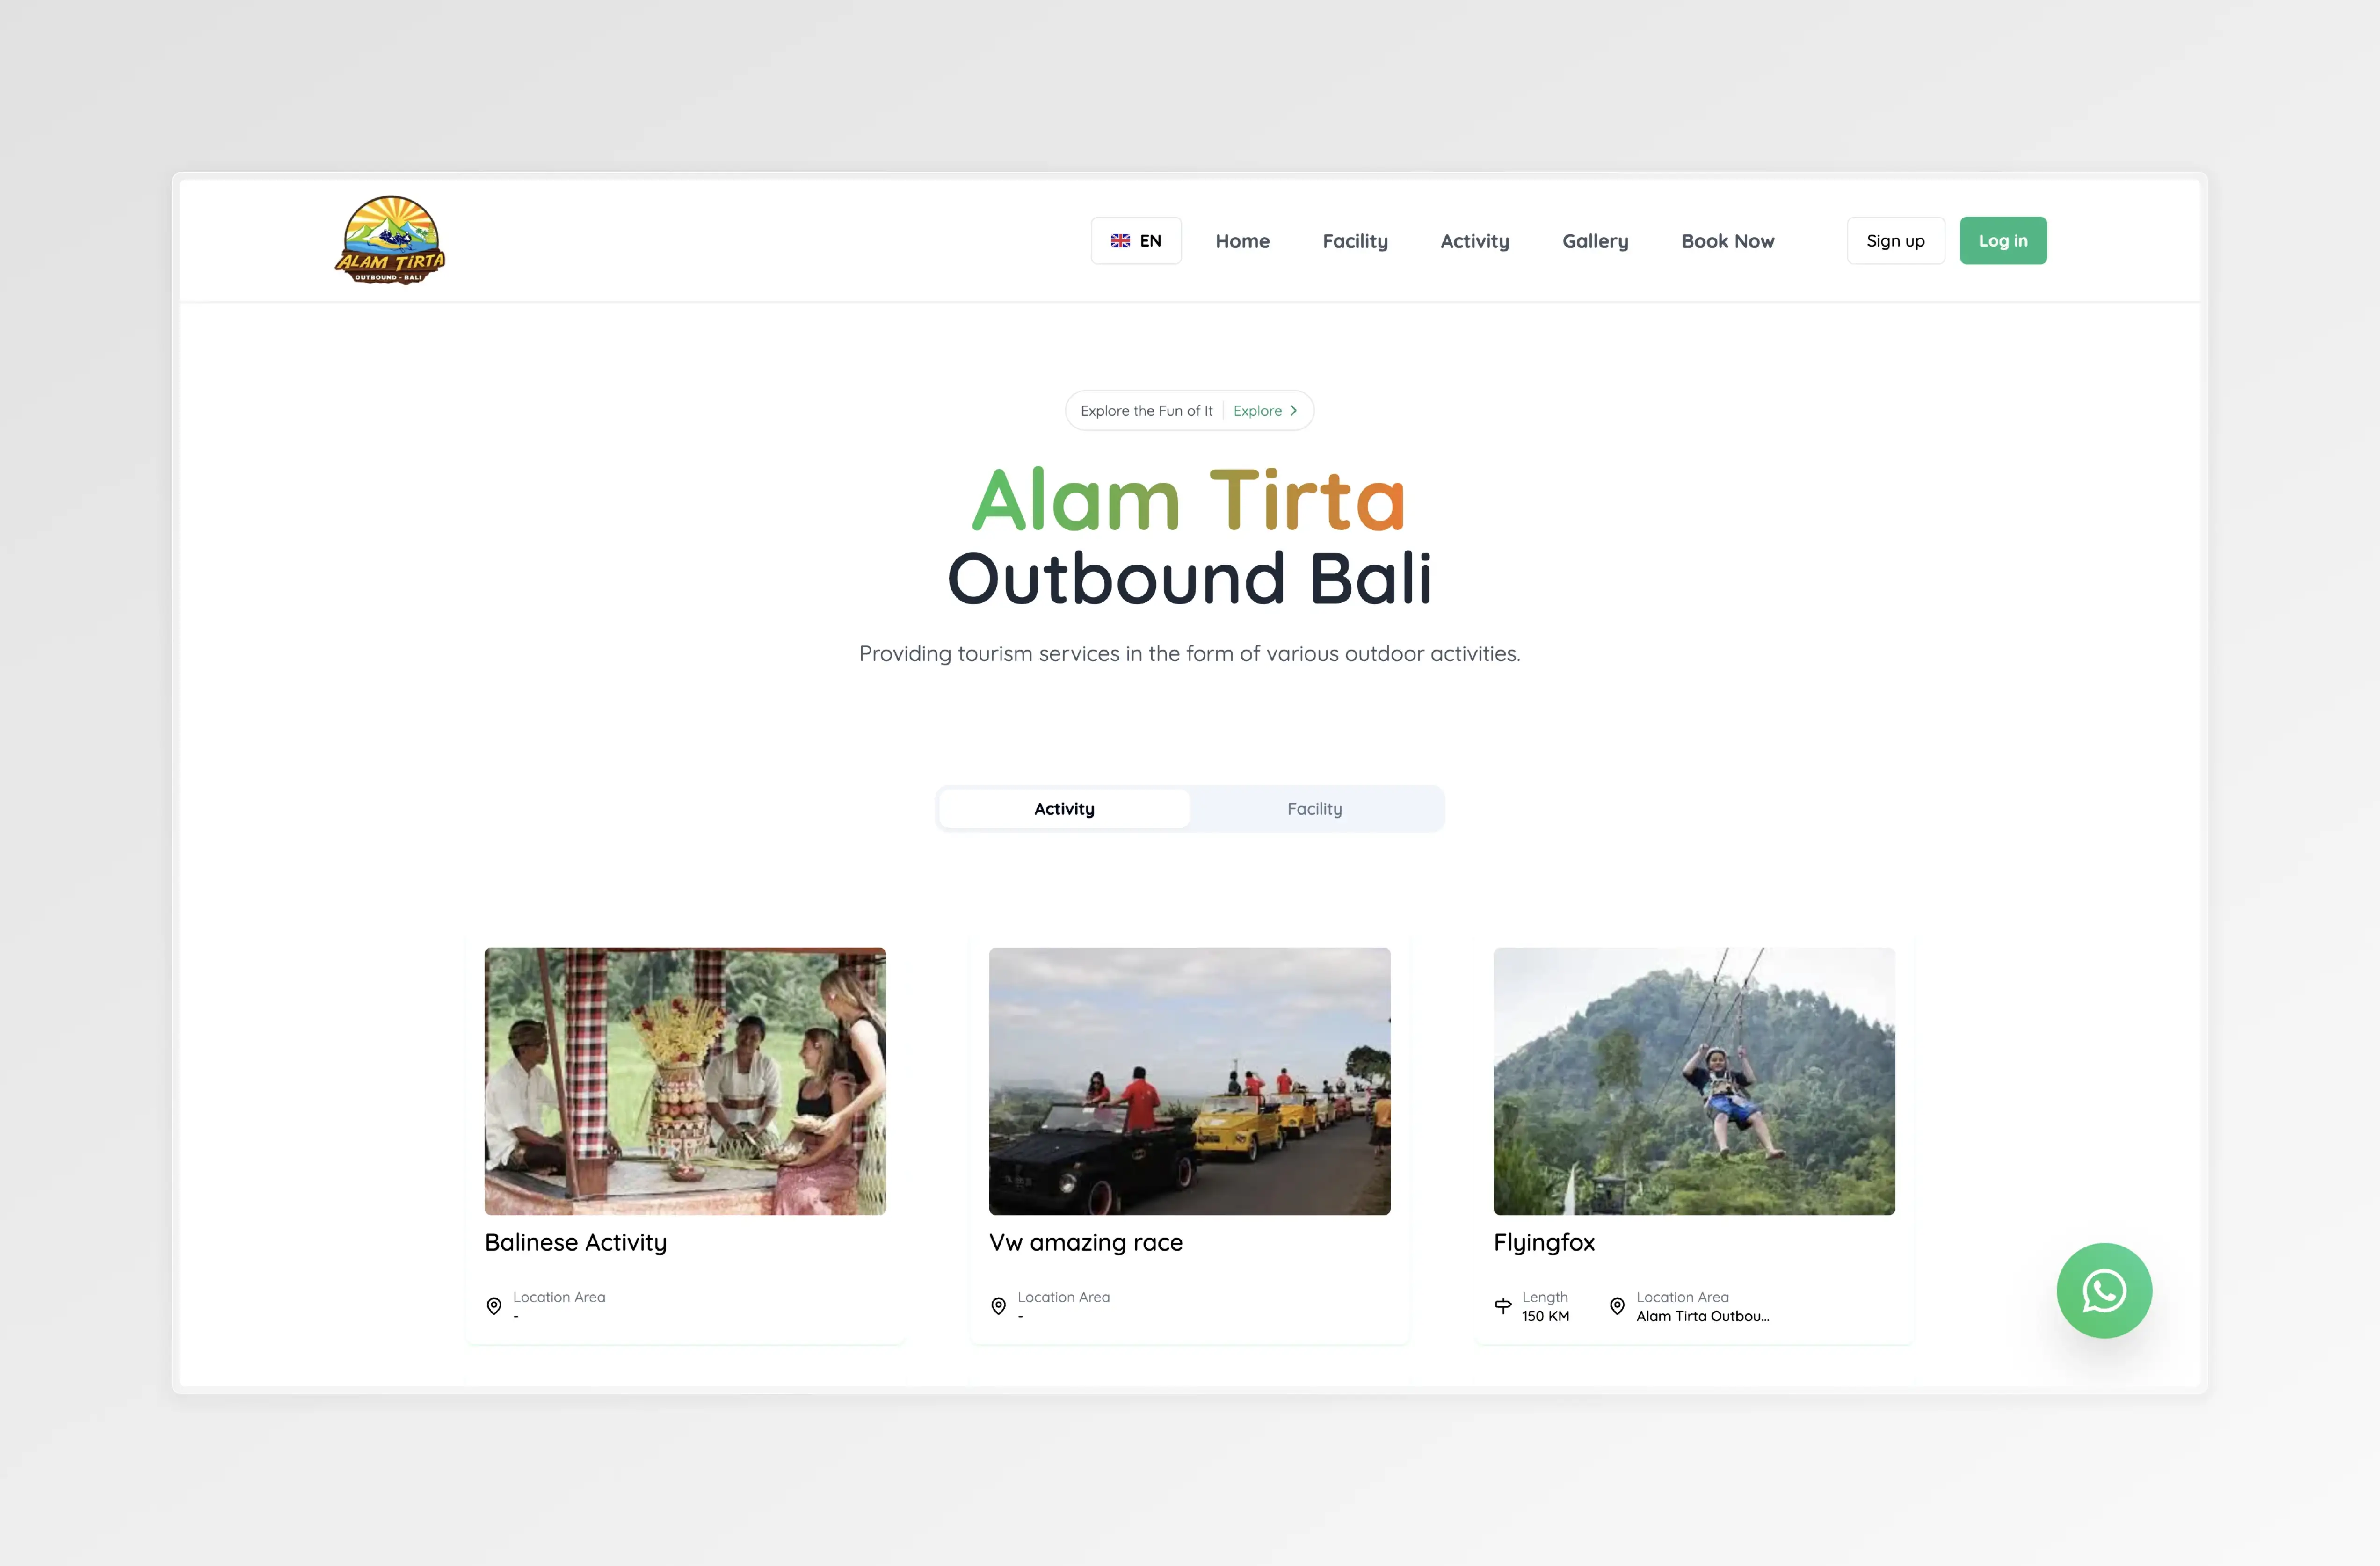 ALAM TIRTA
OUTBOUND - BALI
EN
Home
Facility
Activity
Gallery
Book Now
Sign up
Log in
Explore the Fun of It
Explore
Alam Tirta
Outbound Bali
Providing tourism services in the form of various outdoor activities.
Activity
Facility
Balinese Activity
Location Area
-
Vw amazing race
Location Area
-
Flyingfox
Length
150 KM
Location Area
Alam Tirta Outbou...